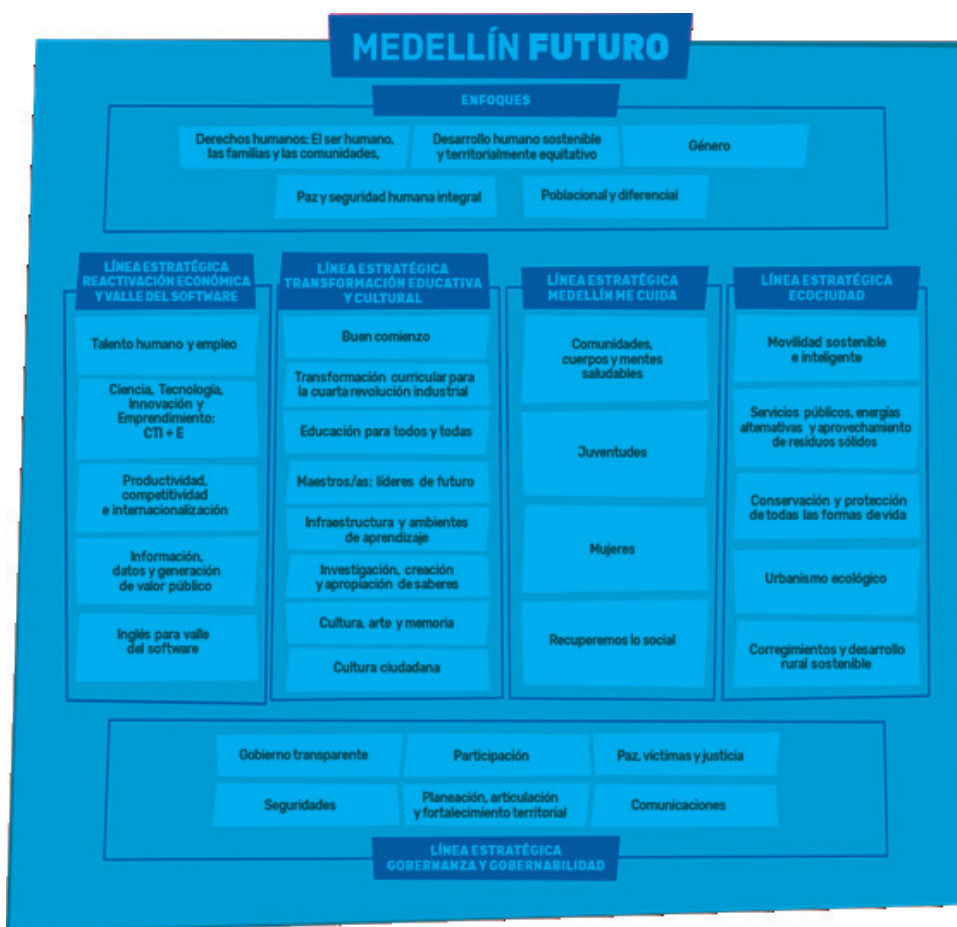 MEDELLÍN FUTURO
ENFOQUES
Derechos humanos: El ser humano,
las familias y las comunidades,
Desarrollo humano sostenible
y territorialmente equitativo
Género
Paz y seguridad humana integral
Poblacional y diferencial
LÍNEA ESTRATÉGICA
REACTIVACIÓN ECONÓMICA
Y VALLE DEL SOFTWARE
Talento humano y empleo
Ciencia, Tecnología,
Innovación y
Emprendimiento:
CTI + E
Productividad,
competitividad
e internacionalización
Información,
datos y generación
de valor público
Inglés para valle
del software
LÍNEA ESTRATÉGICA
TRANSFORMACIÓN EDUCATIVA
Y CULTURAL
Buen comienzo
Transformación curricular para
la cuarta revolución industrial
Educación para todos y todas
Maestros/as: líderes de futuro
Infraestructura y ambientes
de aprendizaje
Investigación, creación
y apropiación de saberes
Cultura, arte y memoria
Cultura ciudadana
LÍNEA ESTRATÉGICA
MEDELLÍN ME CUIDA
Comunidades,
cuerpos y mentes
saludables
Juventudes
Mujeres
Recuperemos lo social
LÍNEA ESTRATÉGICA
ECOCIUDAD
Movilidad sostenible
e inteligente
Servicios públicos, energías
alternativas y aprovechamiento
de residuos sólidos
Conservación y protección
de todas las formas de vida
Urbanismo ecológico
Corregimientos y desarrollo
rural sostenible
Gobierno transparente
Participación
Paz, víctimas y justicia
Seguridades
Planeación, articulación
y fortalecimiento territorial
Comunicaciones
LÍNEA ESTRATÉGICA
GOBERNANZA Y GOBERNABILIDAD